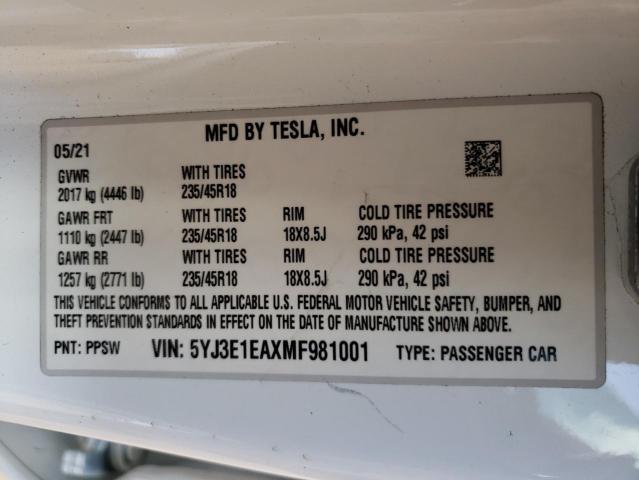 MFD BY TESLA, INC.
05/21
GVWR WITH TIRES
2017 kg (4446 lb) 235/45R18
GAWR FRT WITH TIRES RIM COLD TIRE PRESSURE
1110 kg (2447 lb) 235/45R18 18X8.5J 290 kPa, 42 psi
GAWR RR WITH TIRES RIM COLD TIRE PRESSURE
1257 kg (2771 lb) 235/45R18 18X8.5J 290 kPa, 42 psi
THIS VEHICLE CONFORMS TO ALL APPLICABLE U.S. FEDERAL MOTOR VEHICLE SAFETY, BUMPER, AND
THEFT PREVENTION STANDARDS IN EFFECT ON THE DATE OF MANUFACTURE SHOWN ABOVE.
PNT: PPSW VIN: 5YJ3E1EAXMF981001 TYPE: PASSENGER CAR